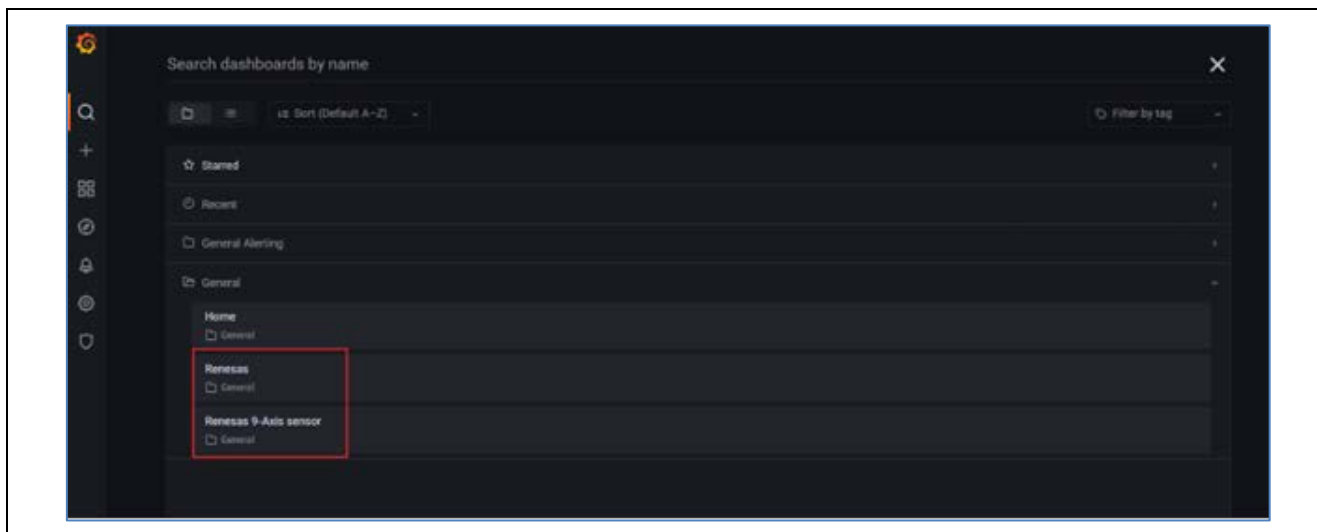 Search dashboards by name
Sort (Default A–Z)
Filter by tag
Starred
Recent
General Alerting
General
Home
General
Renesas
General
Renesas 9-Axis sensor
General